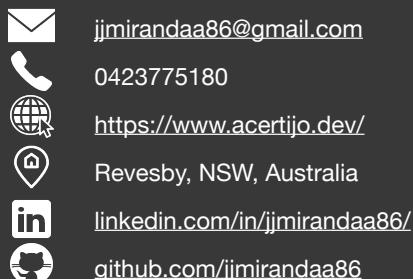 jjmirandaa86@gmail.com
0423775180
https://www.acertijo.dev/
Revesby, NSW, Australia
linkedin.com/in/jjmirandaa86/
github.com/jjmirandaa86